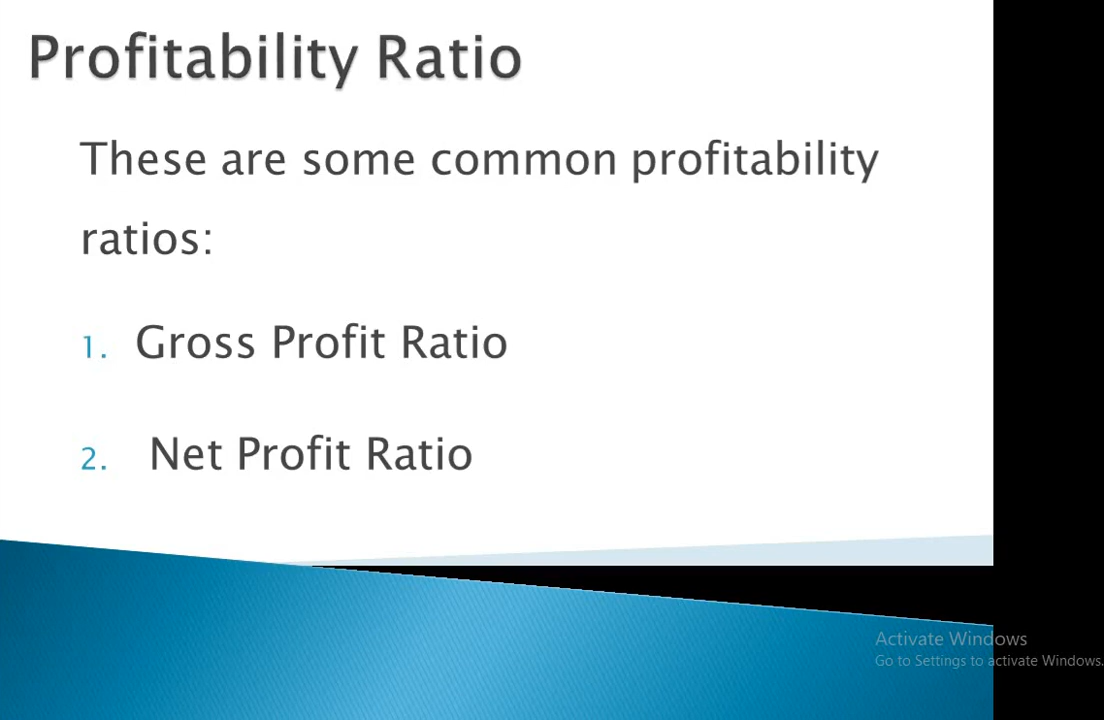 Profitability Ratio
These are some common profitability
ratios:
1. Gross Profit Ratio
2. Net Profit Ratio
Activate Windows
Go to Settings to activate Windows.